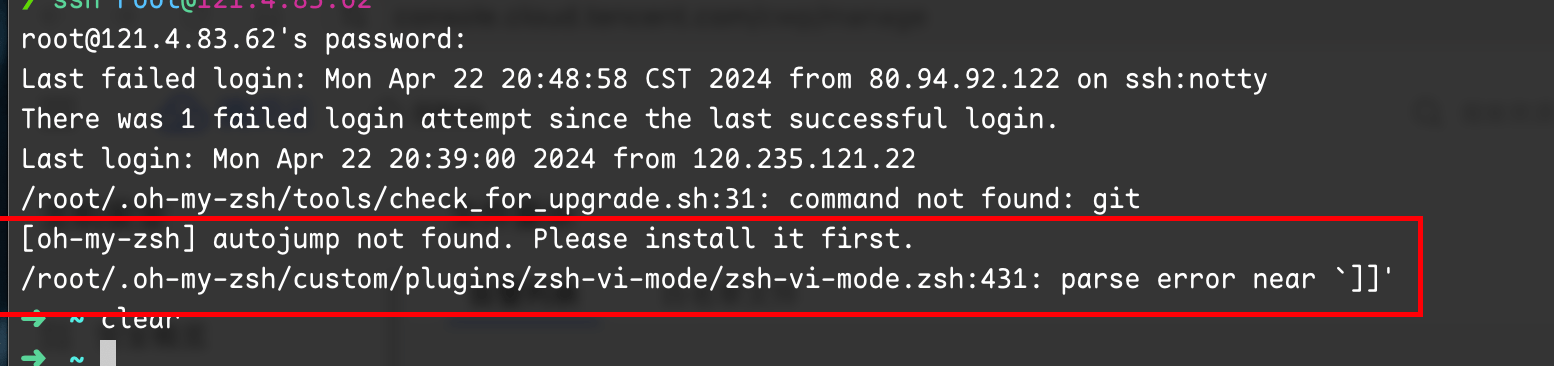 ssh root@121.4.83.62
root@121.4.83.62's password:
Last failed login: Mon Apr 22 20:48:58 CST 2024 from 80.94.92.122 on ssh:notty
There was 1 failed login attempt since the last successful login.
Last login: Mon Apr 22 20:39:00 2024 from 120.235.121.22
/root/.oh-my-zsh/tools/check_for_upgrade.sh:31: command not found: git
[oh-my-zsh] autojump not found. Please install it first.
/root/.oh-my-zsh/custom/plugins/zsh-vi-mode/zsh-vi-mode.zsh:431: parse error near `]]'
➜ ~ clear
➜ ~